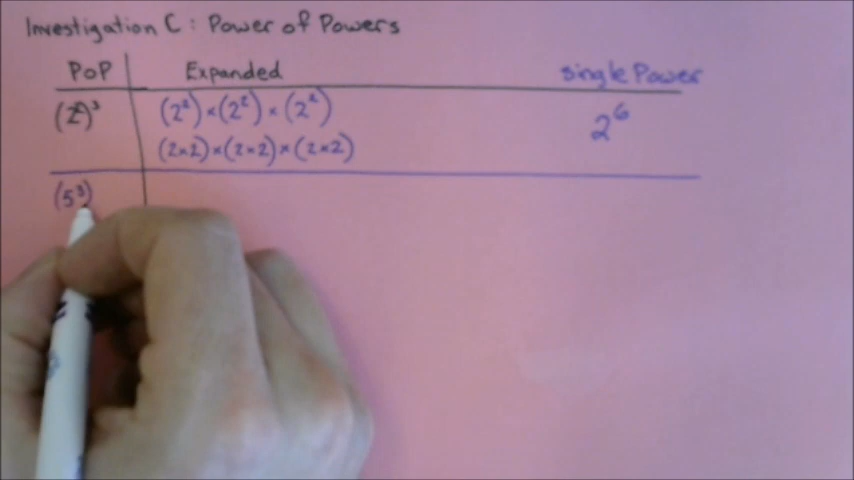 Investigation C: Power of Powers
PoP Expanded single Power
(2²)³ (2²)×(2²)×(2²) 2⁶
(2×2)×(2×2)×(2×2)
(5³)